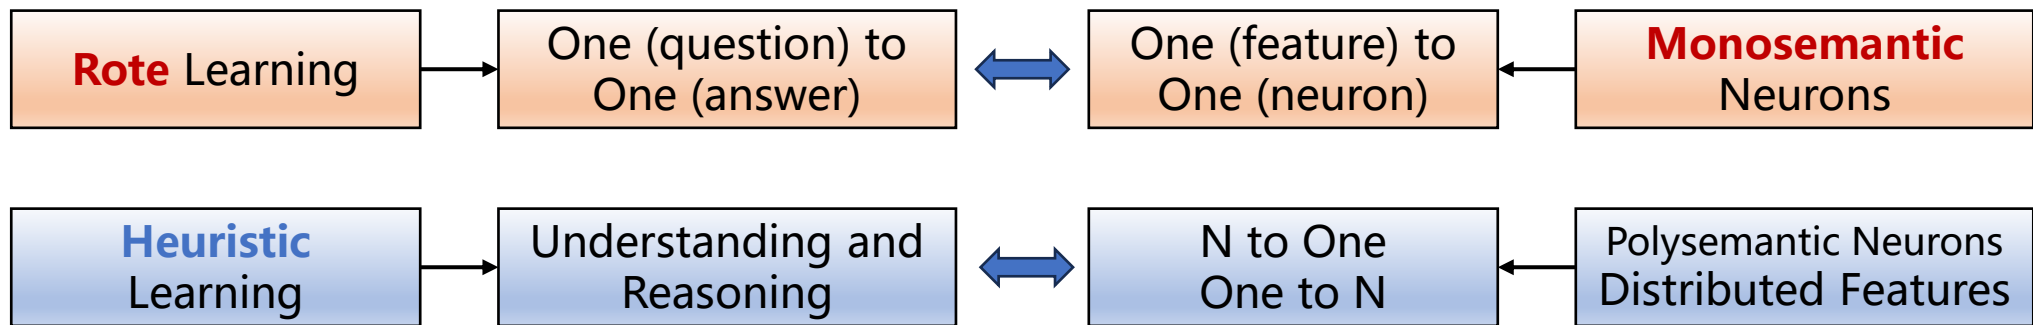 Rote Learning
One (question) to
One (answer)
One (feature) to
One (neuron)
Monosemantic
Neurons
Heuristic
Learning
Understanding and
Reasoning
N to One
One to N
Polysemantic Neurons
Distributed Features